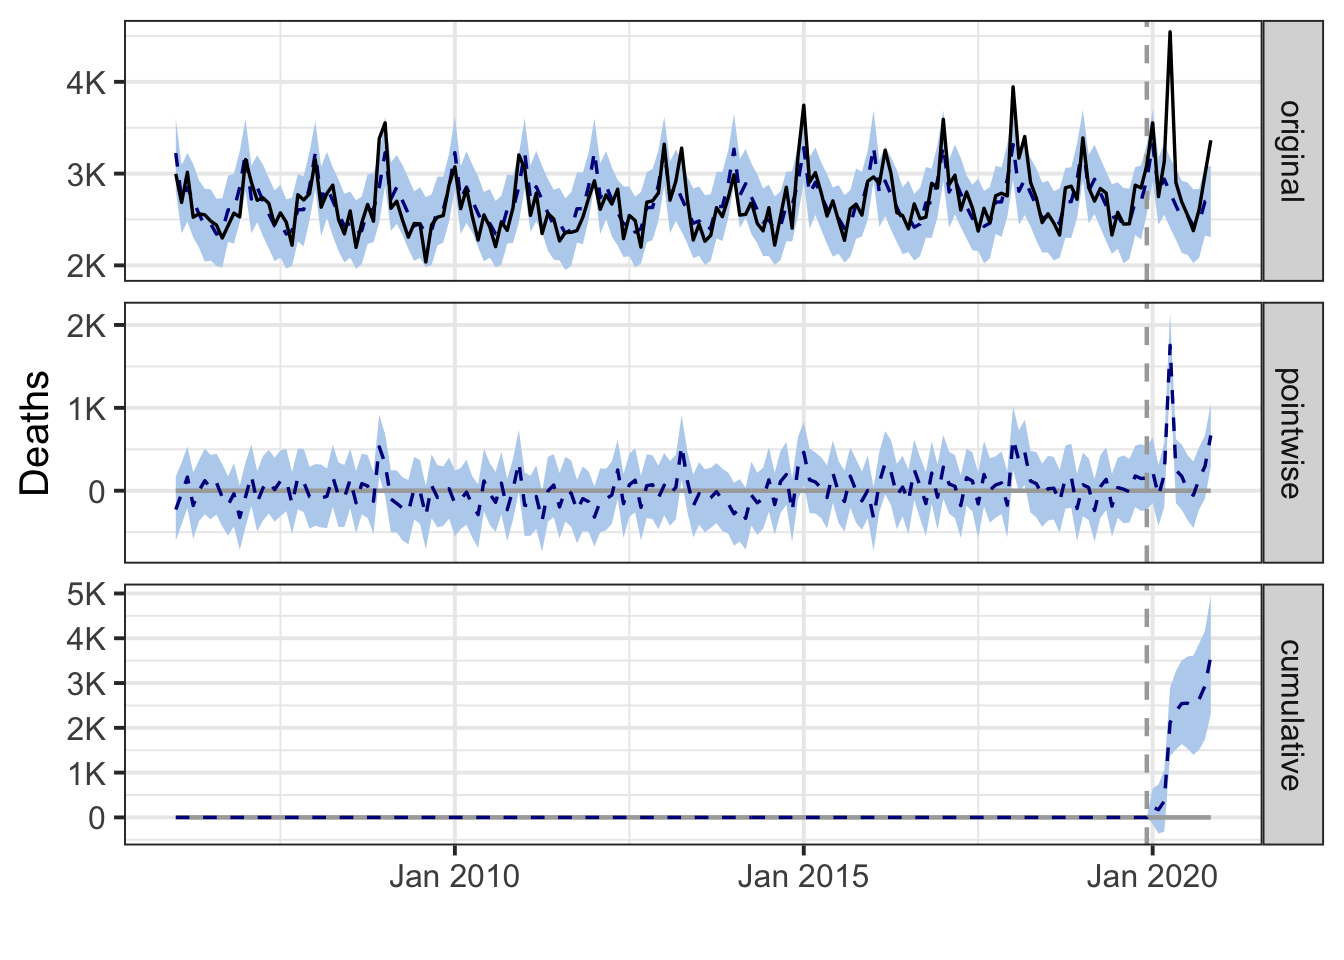 Deaths
4K
3K
2K
original
2K
1K
0
pointwise
5K
4K
3K
2K
1K
0
cumulative
Jan 2010
Jan 2015
Jan 2020